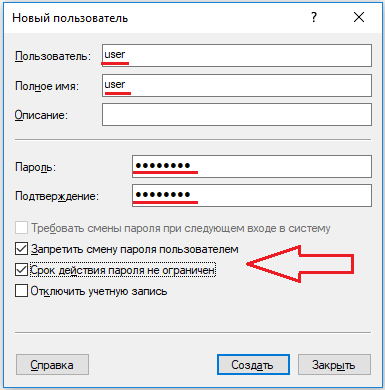 Новый пользователь ? ×
Пользователь: user
Полное имя: user
Описание:
Пароль: ●●●●●●●●
Подтверждение: ●●●●●●●●
Требовать смены пароля при следующем входе в систему
Запретить смену пароля пользователем
Срок действия пароля не ограничен
Отключить учетную запись
Справка Создать Закрыть